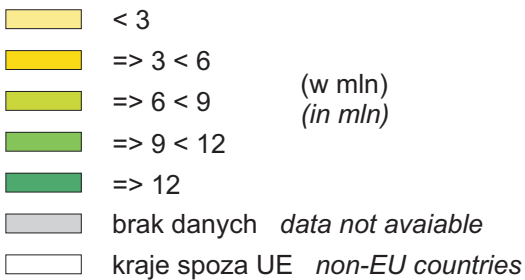 < 3
=> 3 < 6
(w mln)
=> 6 < 9
(in mln)
=> 9 < 12
=> 12
brak danych data not avaiable
kraje spoza UE non-EU countries